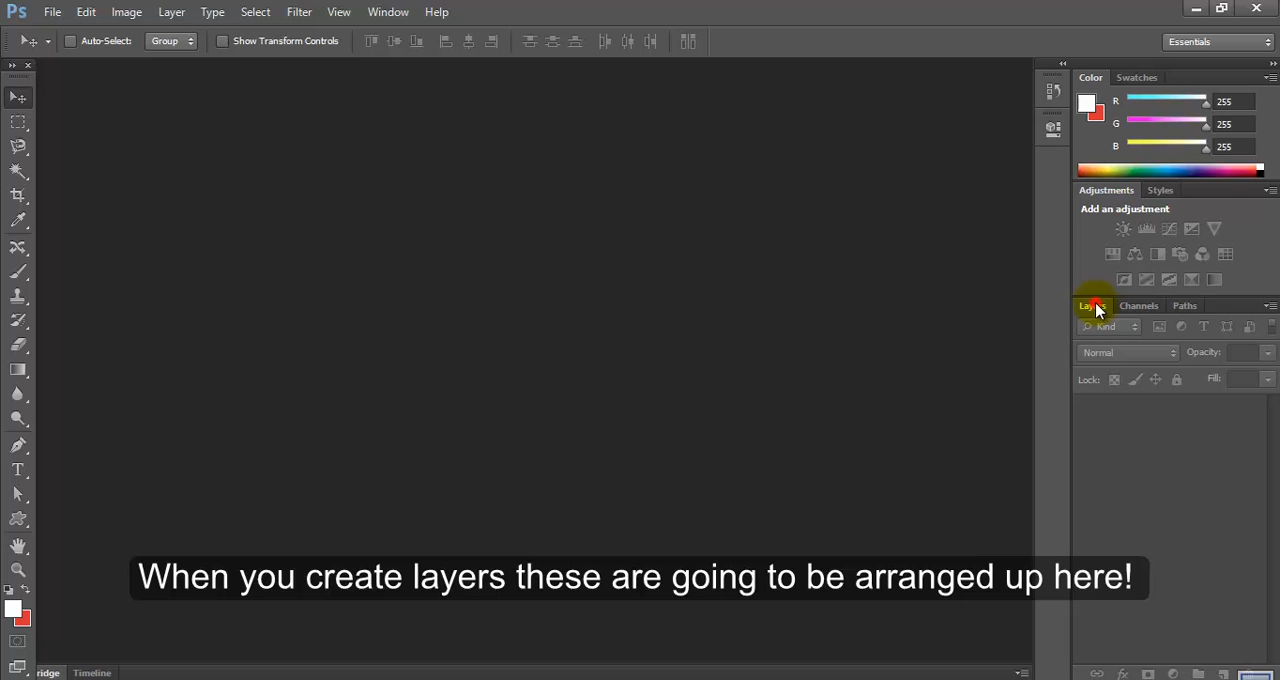 Ps File Edit Image Layer Type Select Filter View Window Help
Auto-Select: Group Show Transform Controls Essentials
Color Swatches
R 255
G 255
B 255
Adjustments Styles
Add an adjustment
Channels Paths
Kind T
Normal Opacity:
Lock: Fill:
T
When you create layers these are going to be arranged up here!
ridge Timeline
fx